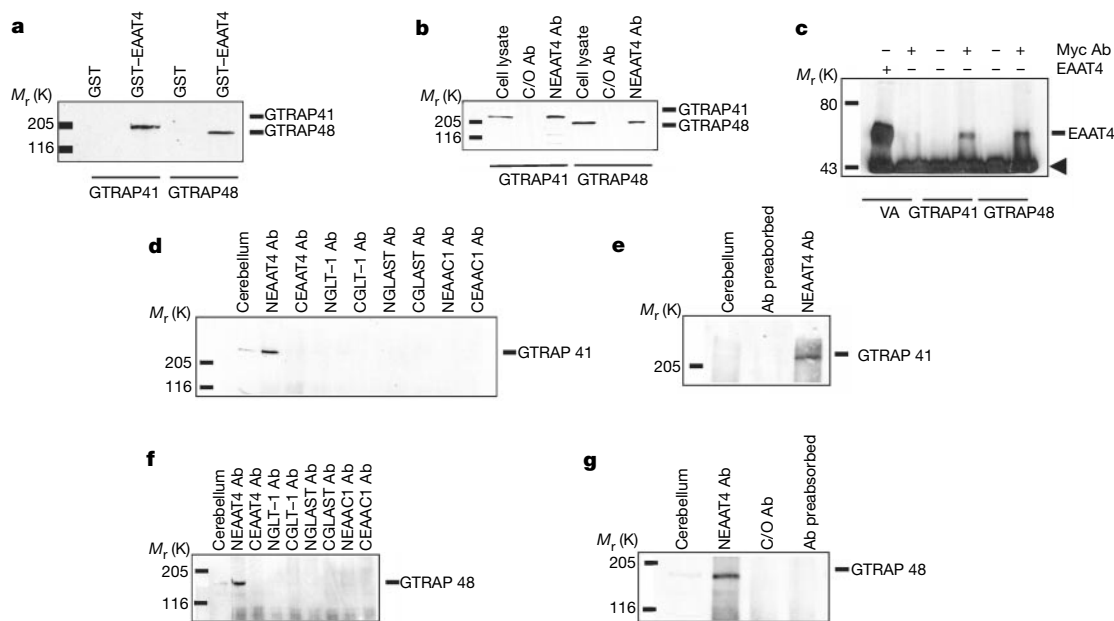 a
GST
GST–EAAT4
GST
GST–EAAT4
Mr (K)
205
116
GTRAP41
GTRAP48
GTRAP41
GTRAP48
b
Cell lysate
C/O Ab
NEAAT4 Ab
Cell lysate
C/O Ab
NEAAT4 Ab
Mr (K)
205
116
GTRAP41
GTRAP48
GTRAP41
GTRAP48
c
– + – + – + Myc Ab
+ – – – – – EAAT4
Mr (K)
80
43
EAAT4
VA GTRAP41 GTRAP48
d
Cerebellum
NEAAT4 Ab
CEAAT4 Ab
NGLT–1 Ab
CGLT–1 Ab
NGLAST Ab
CGLAST Ab
NEAAC1 Ab
CEAAC1 Ab
Mr (K)
205
116
GTRAP 41
e
Cerebellum
Ab preaborbed
NEAAT4 Ab
Mr (K)
205
GTRAP 41
f
Cerebellum
NEAAT4 Ab
CEAAT4 Ab
NGLT–1 Ab
CGLT–1 Ab
NGLAST Ab
CGLAST Ab
NEAAC1 Ab
CEAAC1 Ab
Mr (K)
205
116
GTRAP 48
g
Cerebellum
NEAAT4 Ab
C/O Ab
Ab preabsorbed
Mr (K)
205
116
GTRAP 48